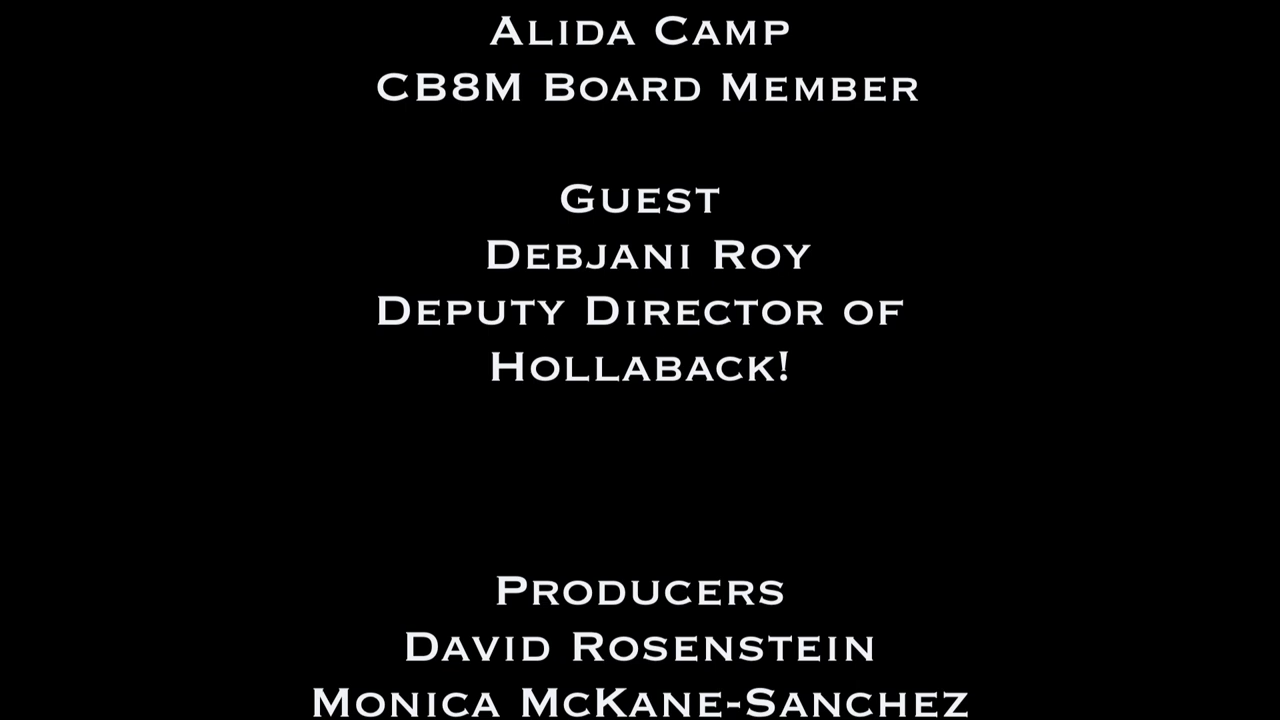 Alida Camp
CB8M Board Member
Guest
Debjani Roy
Deputy Director of
Hollaback!
Producers
David Rosenstein
Monica McKane-Sanchez